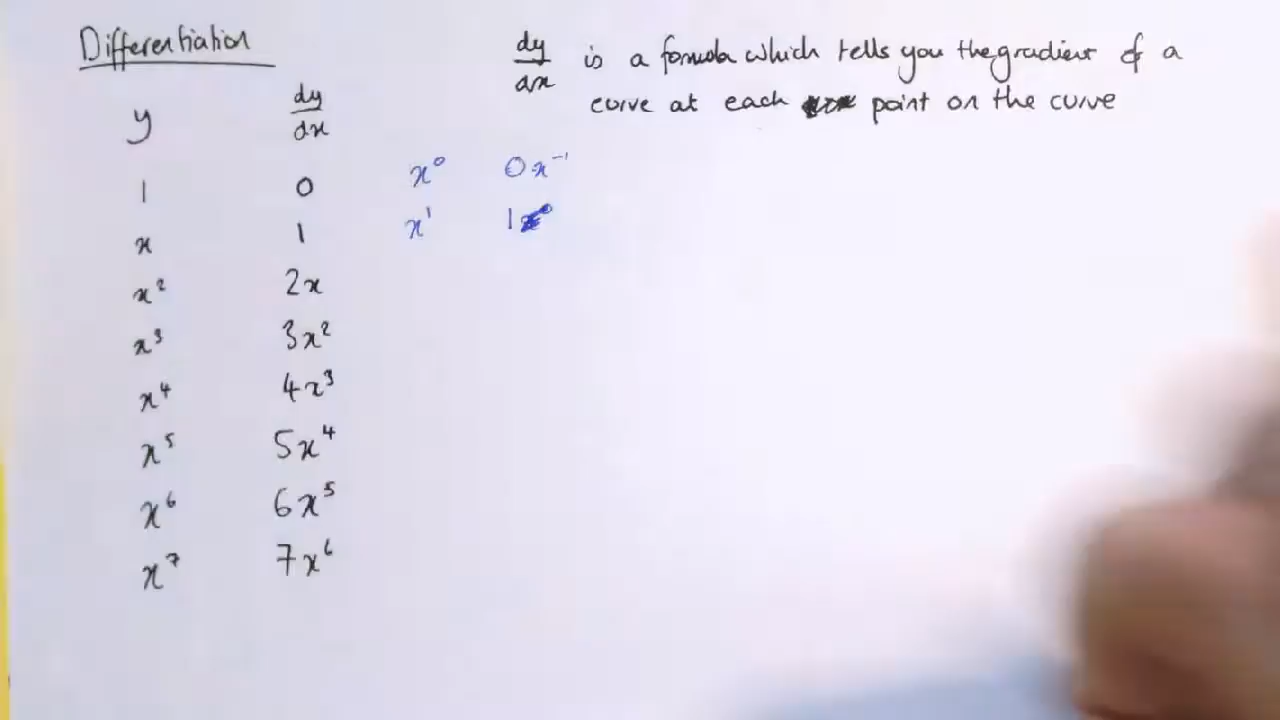 Differentiation
dy/dx is a formula which tells you the gradient of a
curve at each point on the curve
y dy/dx
1 0 x⁰ 0x⁻¹
x 1 x¹ 1
x² 2x
x³ 3x²
x⁴ 4x³
x⁵ 5x⁴
x⁶ 6x⁵
x⁷ 7x⁶